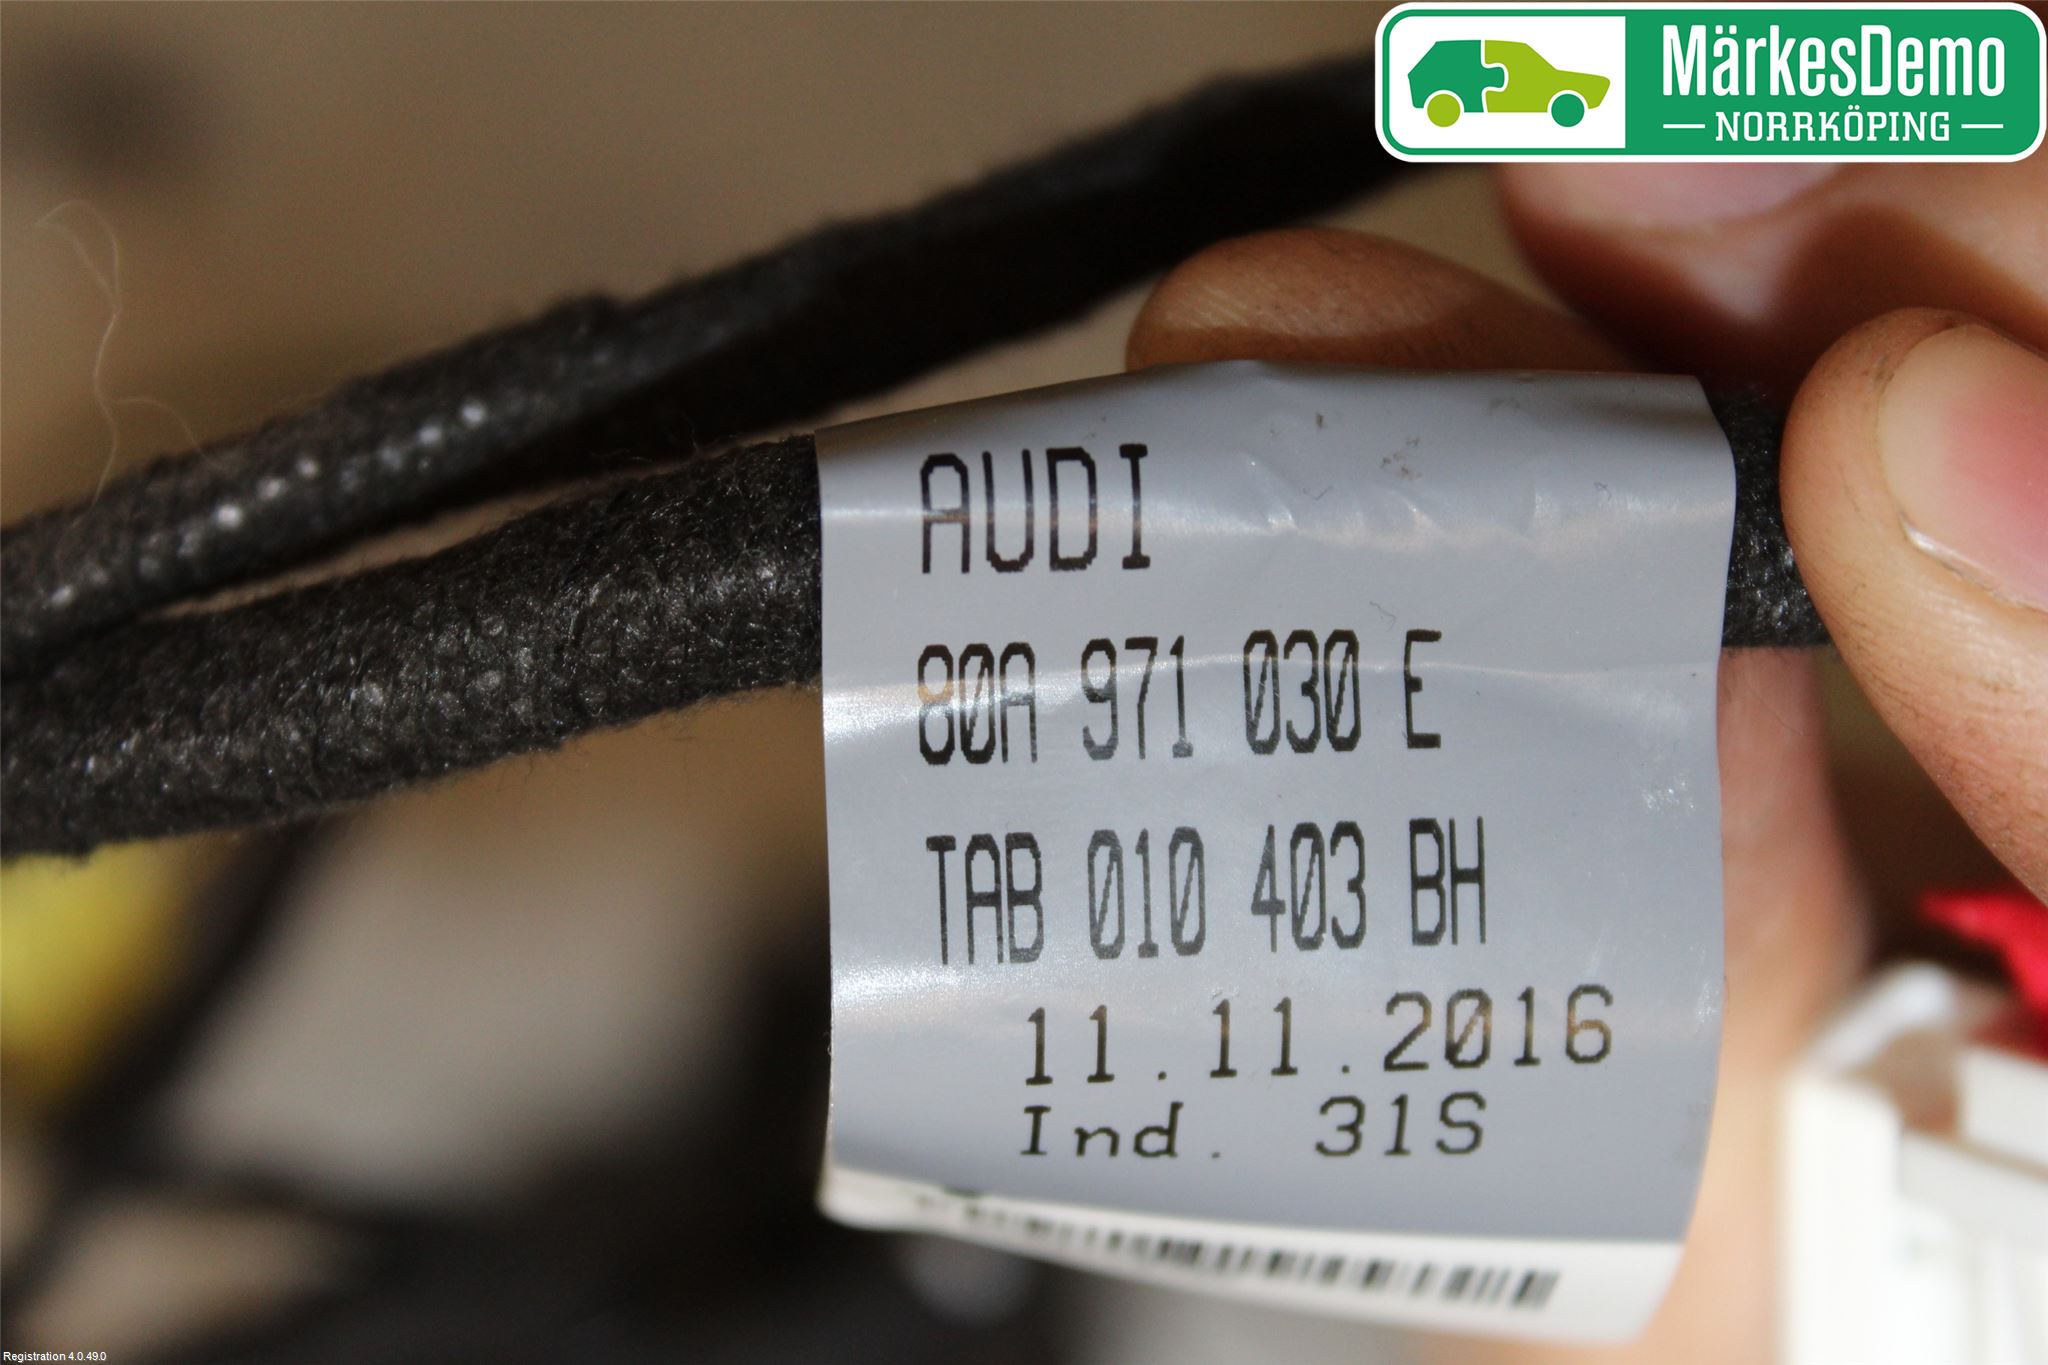 MärkesDemo
NORRKÖPING
AUDI
80A 971 030 E
TAB 010 403 BH
11.11.2016
Ind. 31S
Registration 4.0.49.0